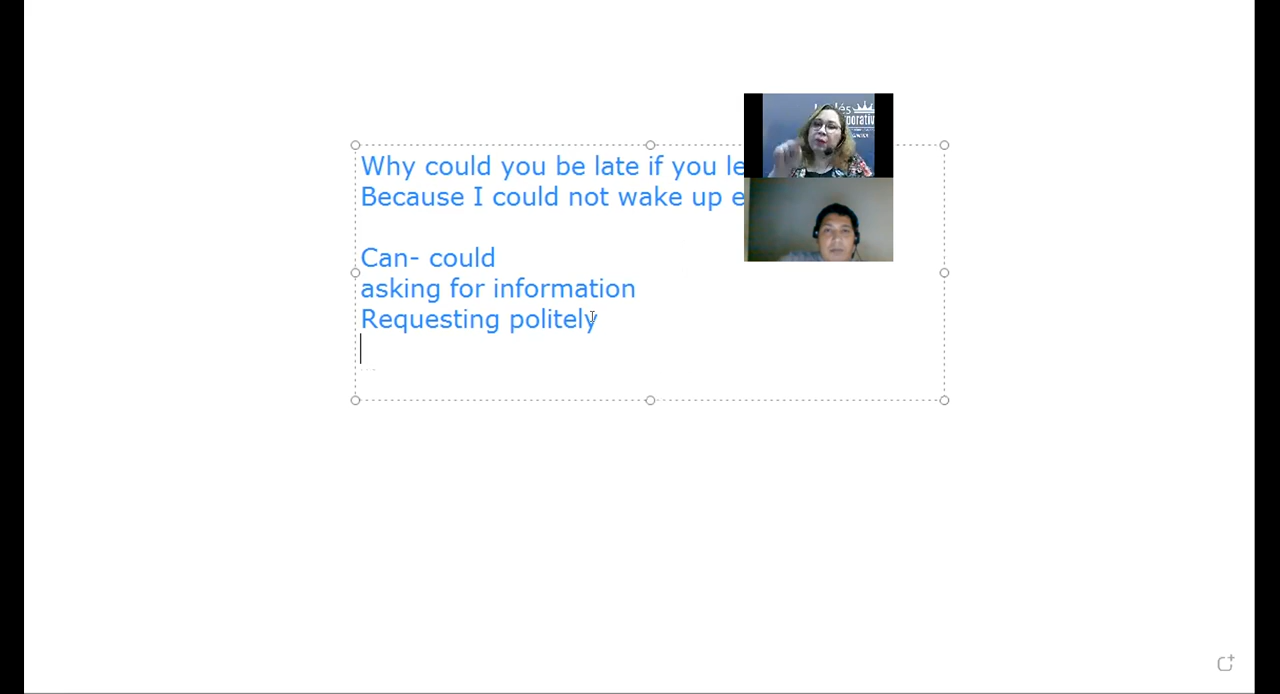 Why could you be late if you
Because I could not wake up

Can- could
asking for information
Requesting politely